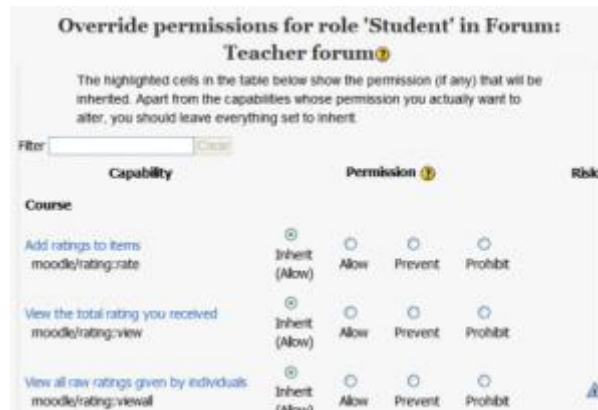 Override permissions for role 'Student' in Forum:
Teacher forum
The highlighted cells in the table below show the permission (if any) that will be
inherited. Apart from the capabilities whose permission you actually want to
alter, you should leave everything set to inherit.
Filter Clear
Capability Permission Risk
Course
Add ratings to items
moodle/rating:rate
Inherit
(Allow) Allow Prevent Prohibit
View the total rating you received
moodle/rating:view
Inherit
(Allow) Allow Prevent Prohibit
View all raw ratings given by individuals
moodle/rating:viewall
Inherit
(Allow) Allow Prevent Prohibit